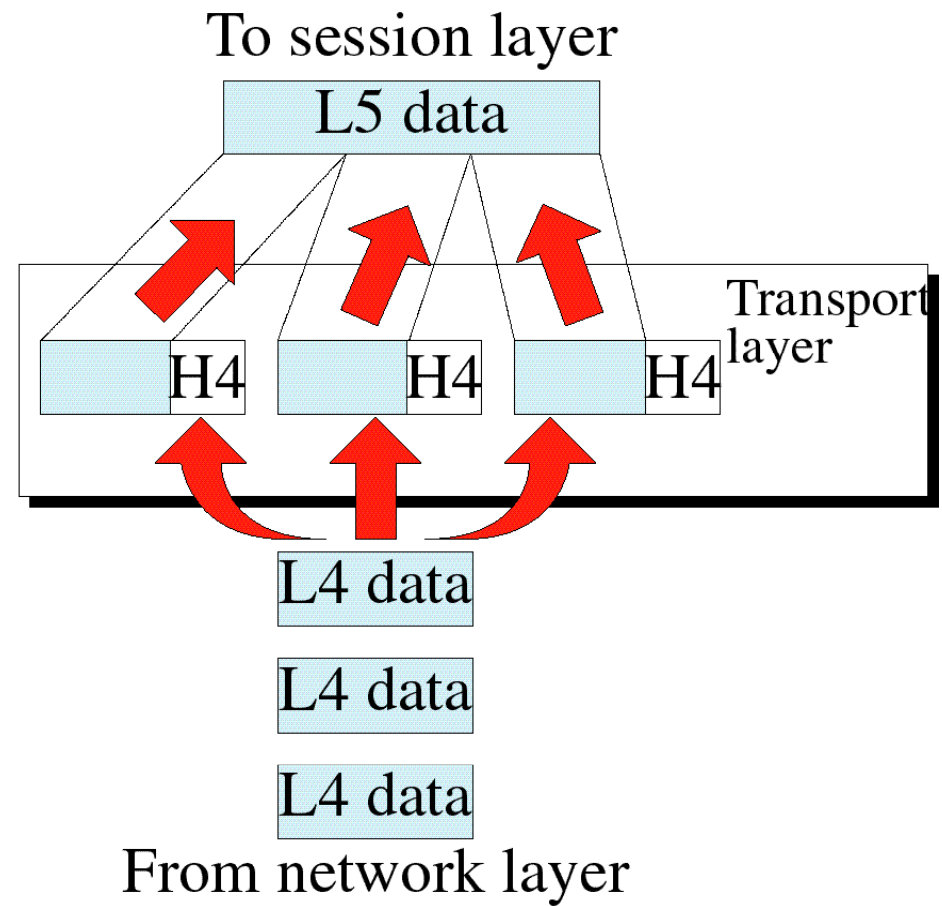 To session layer
L5 data
Transport
layer
H4
H4
H4
L4 data
L4 data
L4 data
From network layer